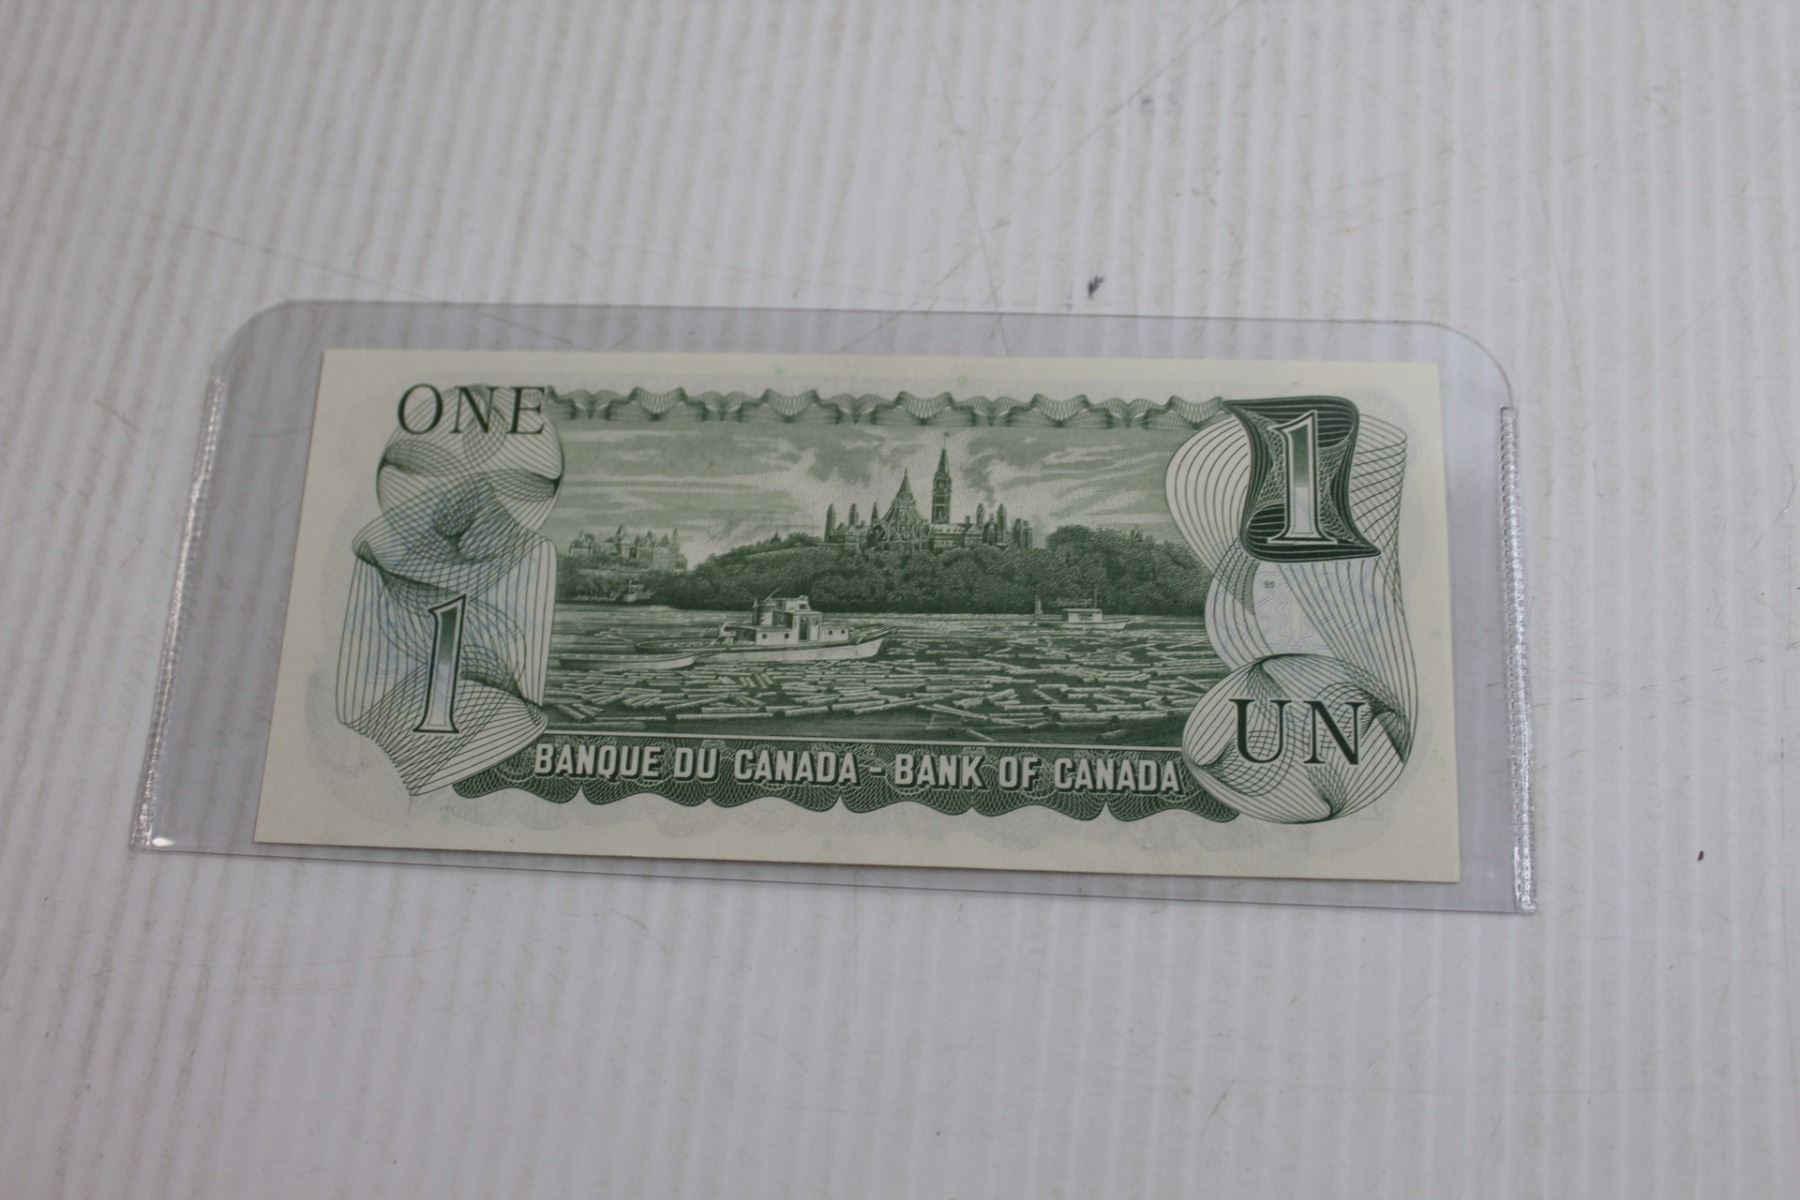 ONE
1
1
UN
BANQUE DU CANADA - BANK OF CANADA